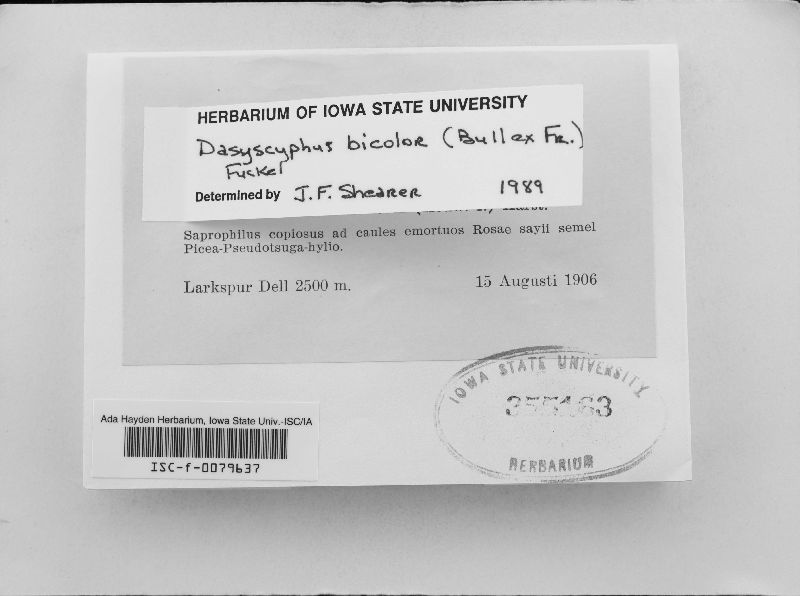 HERBARIUM OF IOWA STATE UNIVERSITY
Dasyscyphus bicolor (Bull ex Fr.)
Fuckel
Determined by J.F. Shearer 1989
Saprophilus copiosus ad caules emortuos Rosae sayii semel
Picea-Pseudotsuga-hylio.
Larkspur Dell 2500 m. 15 Augusti 1906
IOWA STATE UNIVERSITY
HERBARIUM
Ada Hayden Herbarium, Iowa State Univ.-ISC/IA
ISC-f-0079637